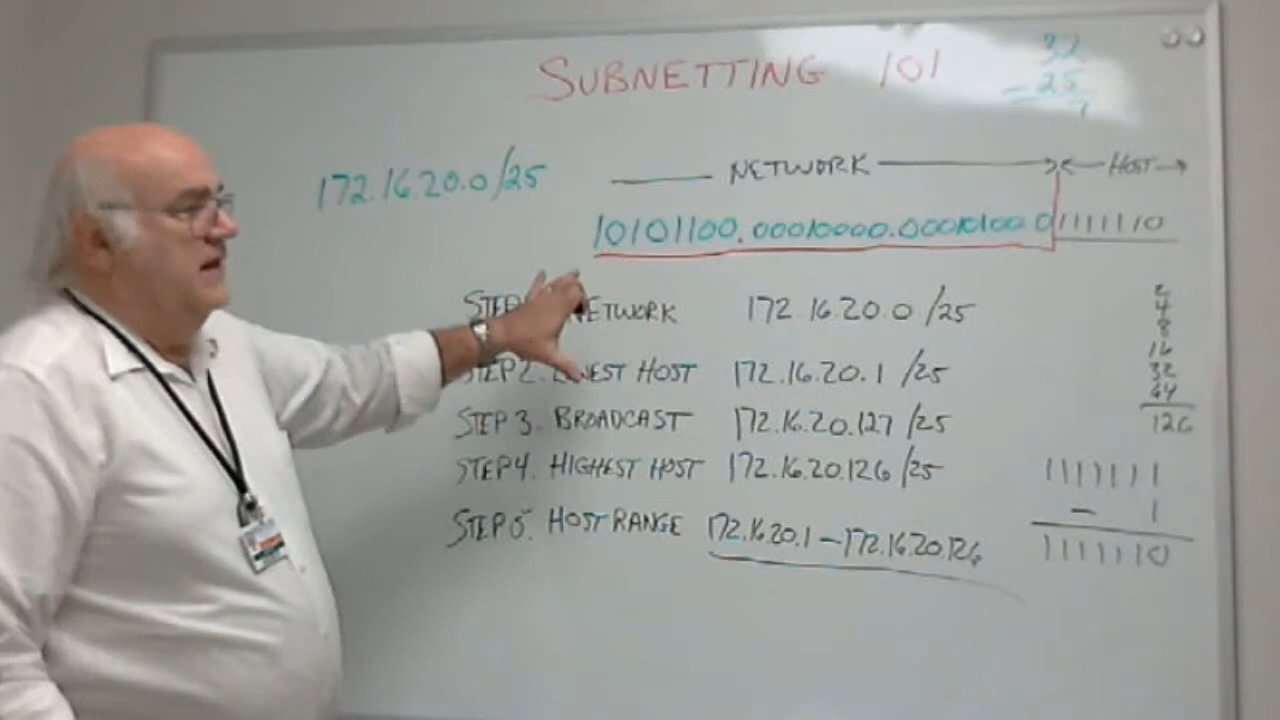 SUBNETTING 101
32
- 25
7
172.16.20.0/25
NETWORK HOST
10101100.00010000.00010100.01111110
STEP NETWORK 172.16.20.0/25
STEP 2. LOWEST HOST 172.16.20.1/25
STEP 3. BROADCAST 172.16.20.127/25
STEP 4. HIGHEST HOST 172.16.20.126/25
STEP 5. HOST RANGE 172.16.20.1 - 172.16.20.126
2
4
8
16
32
64
126
1111111
- 1
1111110